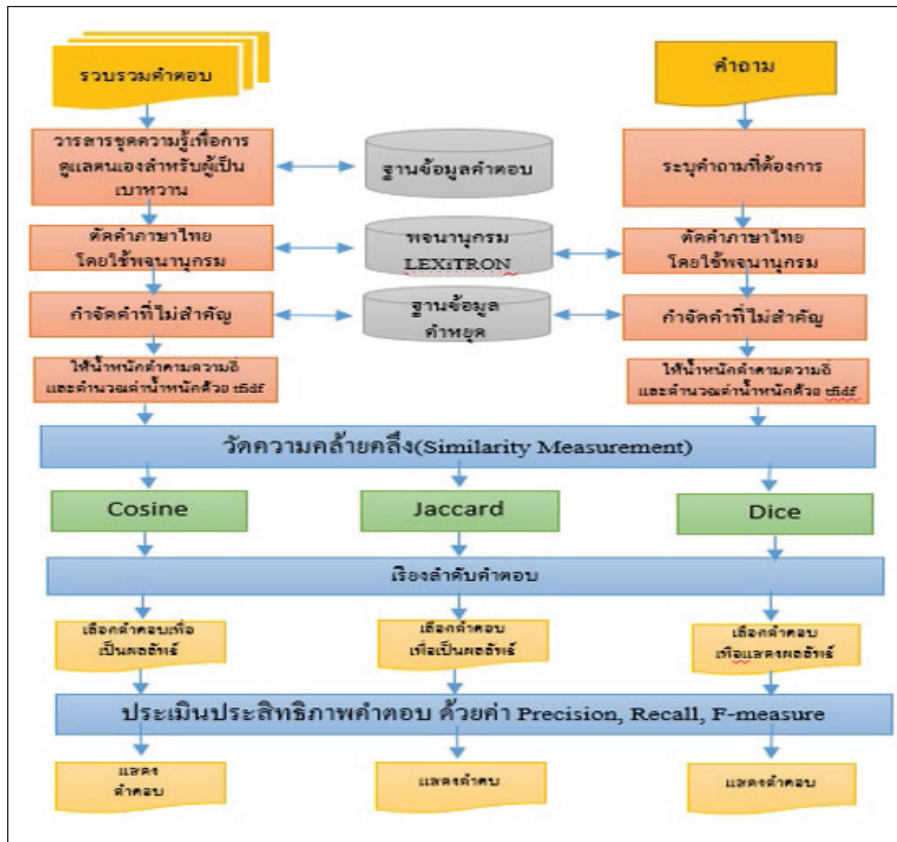 รวบรวมคำตอบ
คำถาม
วารสารชุดความรู้เพื่อการ
ดูแลตนเองสำหรับผู้เป็น
เบาหวาน
ฐานข้อมูลคำตอบ
ระบุคำถามที่ต้องการ
ตัดคำภาษาไทย
โดยใช้พจนานุกรม
พจนานุกรม
LEXiTRON
ตัดคำภาษาไทย
โดยใช้พจนานุกรม
กำจัดคำที่ไม่สำคัญ
ฐานข้อมูล
คำหยุด
กำจัดคำที่ไม่สำคัญ
ให้น้ำหนักคำตามความถี่
และคำนวณค่าน้ำหนักด้วย tfidf
ให้น้ำหนักคำตามความถี่
และคำนวณค่าน้ำหนักด้วย tfidf
วัดความคล้ายคลึง(Similarity Measurement)
Cosine
Jaccard
Dice
เรียงลำดับคำตอบ
เลือกคำตอบเพื่อ
เป็นผลลัพธ์
เลือกคำตอบ
เพื่อเป็นผลลัพธ์
เลือกคำตอบ
เพื่อแสดงผลลัพธ์
ประเมินประสิทธิภาพคำตอบ ด้วยค่า Precision, Recall, F-measure
แสดง
คำตอบ
แสดงคำคบ
แสดงคำตอบ